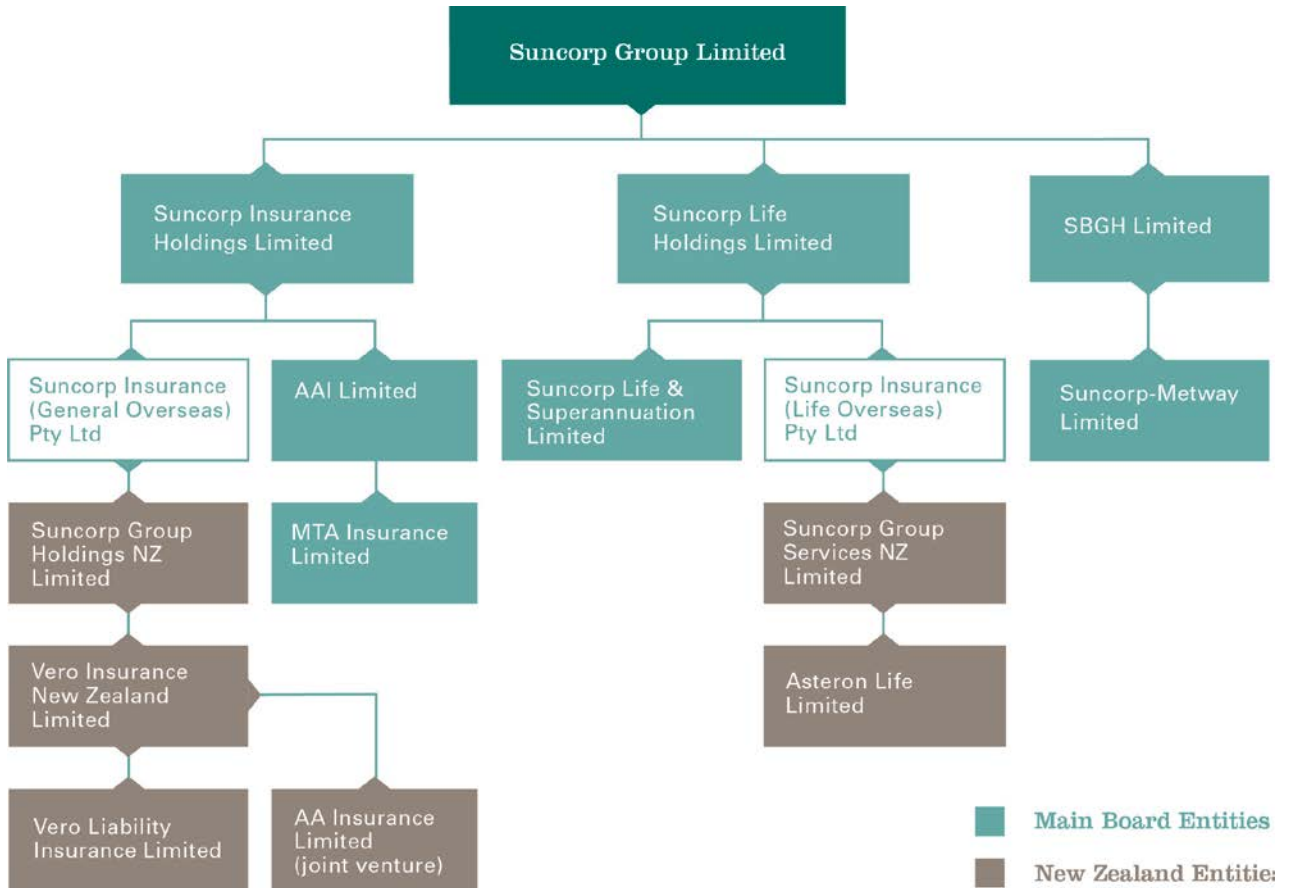 Suncorp Group Limited
Suncorp Insurance
Holdings Limited
Suncorp Life
Holdings Limited
SBGH Limited
Suncorp Insurance
(General Overseas)
Pty Ltd
AAI Limited
Suncorp Life &
Superannuation
Limited
Suncorp Insurance
(Life Overseas)
Pty Ltd
Suncorp-Metway
Limited
Suncorp Group
Holdings NZ
Limited
MTA Insurance
Limited
Suncorp Group
Services NZ
Limited
Vero Insurance
New Zealand
Limited
Asteron Life
Limited
Vero Liability
Insurance Limited
AA Insurance
Limited
(joint venture)
Main Board Entities
New Zealand Entitie